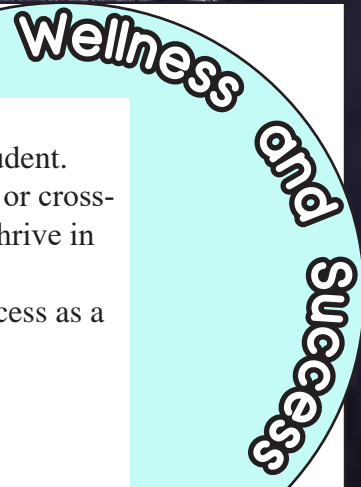 Wellness and Success
udent.
or cross-
hrive in
cess as a